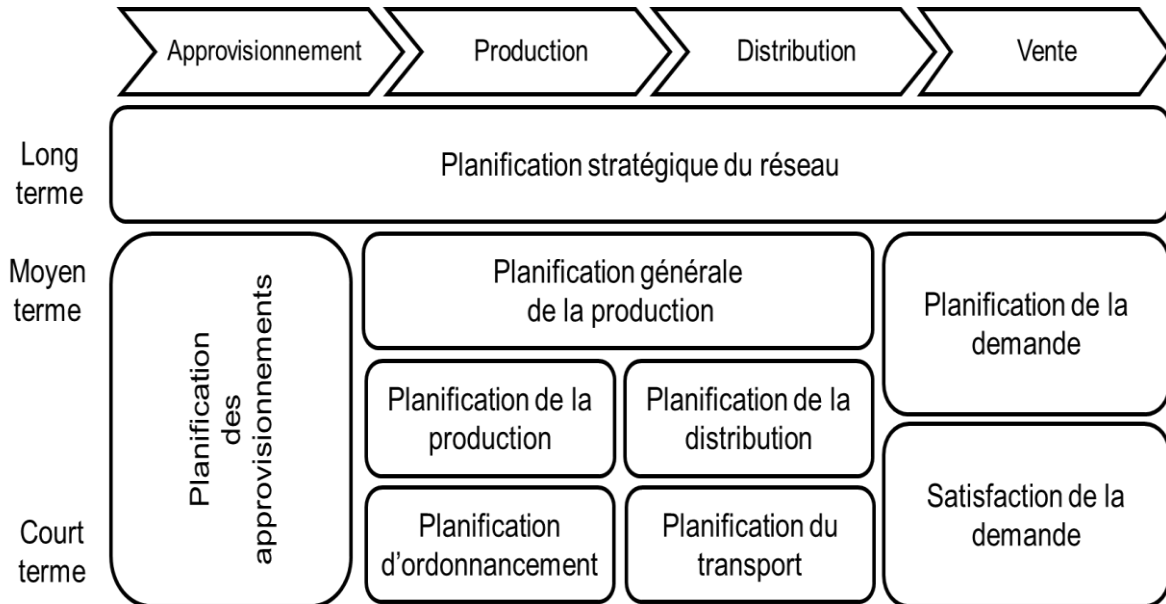 Approvisionnement
Production
Distribution
Vente
Long
terme
Planification stratégique du réseau
Moyen
terme
Planification
des
approvisionnements
Planification générale
de la production
Planification de la
demande
Planification de la
production
Planification de la
distribution
Court
terme
Planification
d’ordonnancement
Planification du
transport
Satisfaction de la
demande